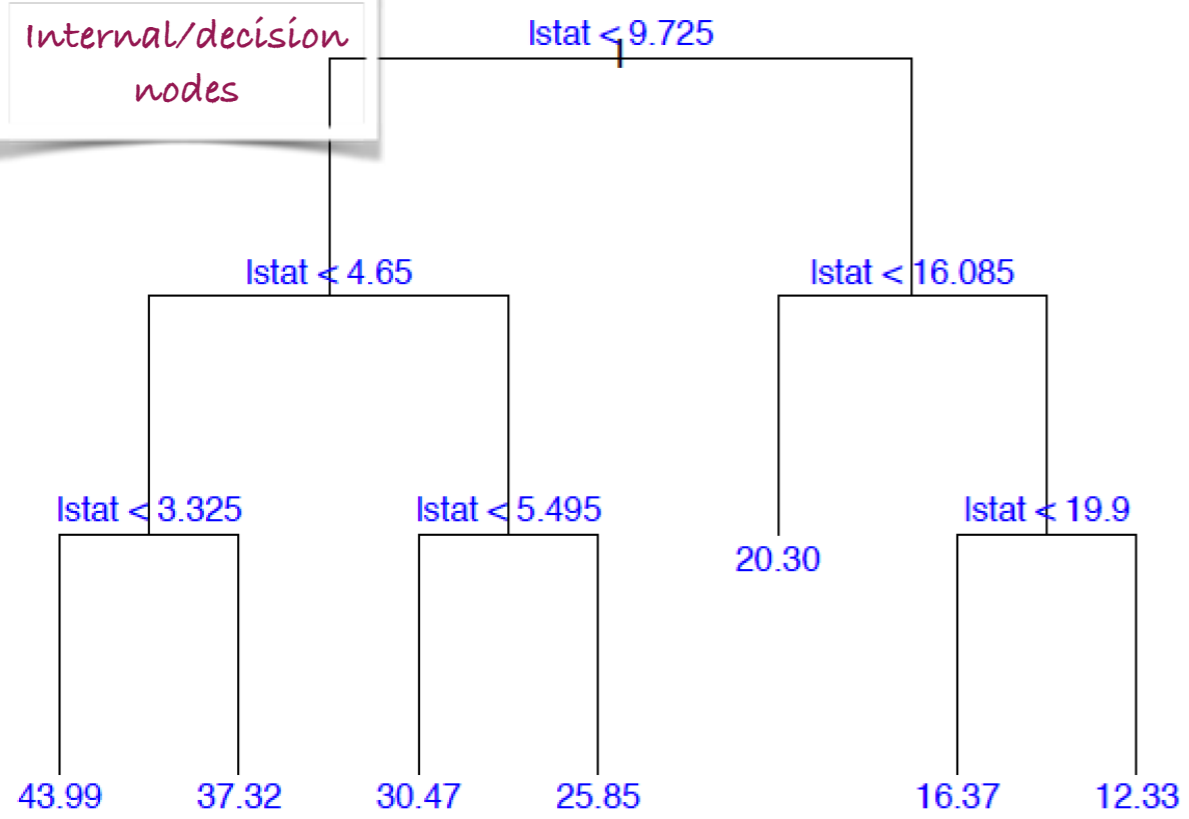 Internal/decision
nodes
lstat < 9.725
lstat < 4.65
lstat < 16.085
lstat < 3.325
lstat < 5.495
lstat < 19.9
20.30
43.99
37.32
30.47
25.85
16.37
12.33